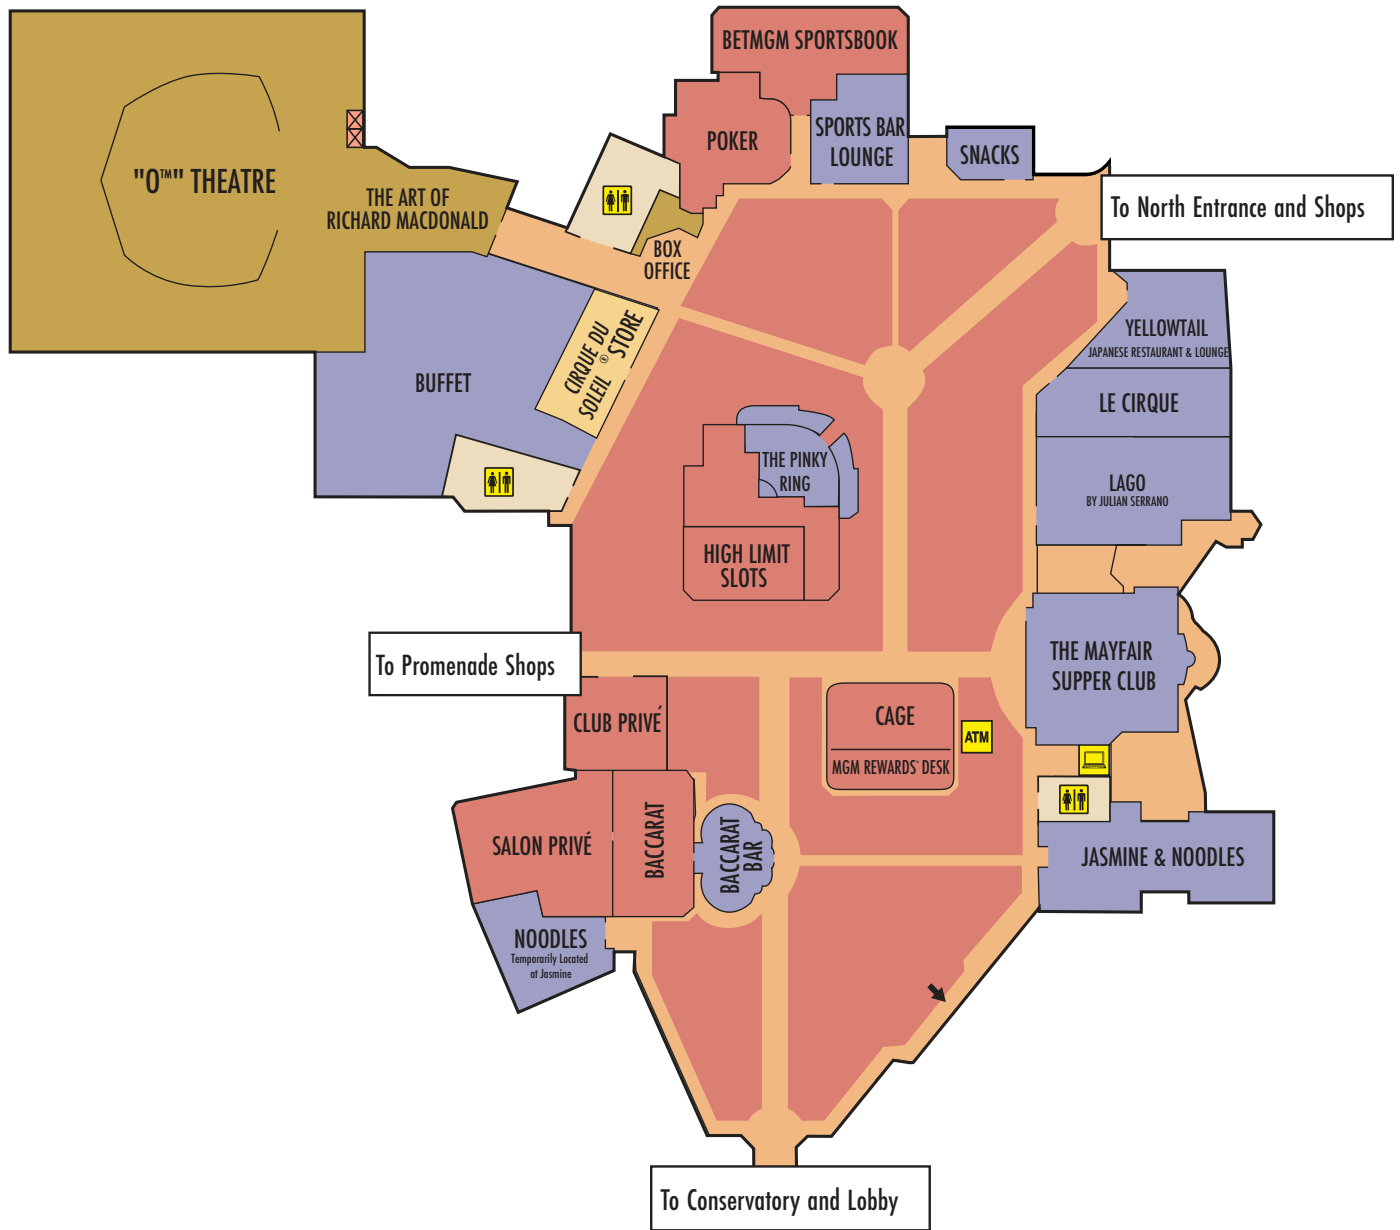 BETMGM SPORTSBOOK
POKER
SPORTS BAR
LOUNGE
SNACKS
"O™" THEATRE
THE ART OF
RICHARD MACDONALD
To North Entrance and Shops
BOX
OFFICE
YELLOWTAIL
JAPANESE RESTAURANT & LOUNGE
CIRQUE DU
SOLEIL®
STORE
BUFFET
LE CIRQUE
THE PINKY
RING
LAGO
BY JULIAN SERRANO
HIGH LIMIT
SLOTS
To Promenade Shops
THE MAYFAIR
SUPPER CLUB
CLUB PRIVÉ
CAGE
ATM
MGM REWARDS™ DESK
SALON PRIVÉ
BACCARAT
BACCARAT
BAR
JASMINE & NOODLES
NOODLES
Temporarily Located
at Jasmine
To Conservatory and Lobby